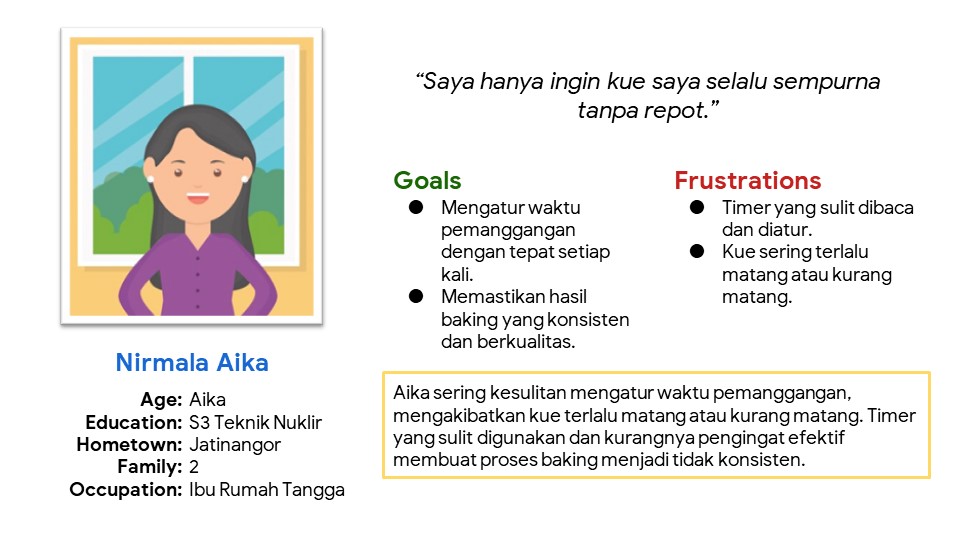 “Saya hanya ingin kue saya selalu sempurna
tanpa repot.”
Goals
● Mengatur waktu
pemanggangan
dengan tepat setiap
kali.
● Memastikan hasil
baking yang konsisten
dan berkualitas.
Frustrations
● Timer yang sulit dibaca
dan diatur.
● Kue sering terlalu
matang atau kurang
matang.
Nirmala Aika
Age: Aika
Education: S3 Teknik Nuklir
Hometown: Jatinangor
Family: 2
Occupation: Ibu Rumah Tangga
Aika sering kesulitan mengatur waktu pemanggangan,
mengakibatkan kue terlalu matang atau kurang matang. Timer
yang sulit digunakan dan kurangnya pengingat efektif
membuat proses baking menjadi tidak konsisten.